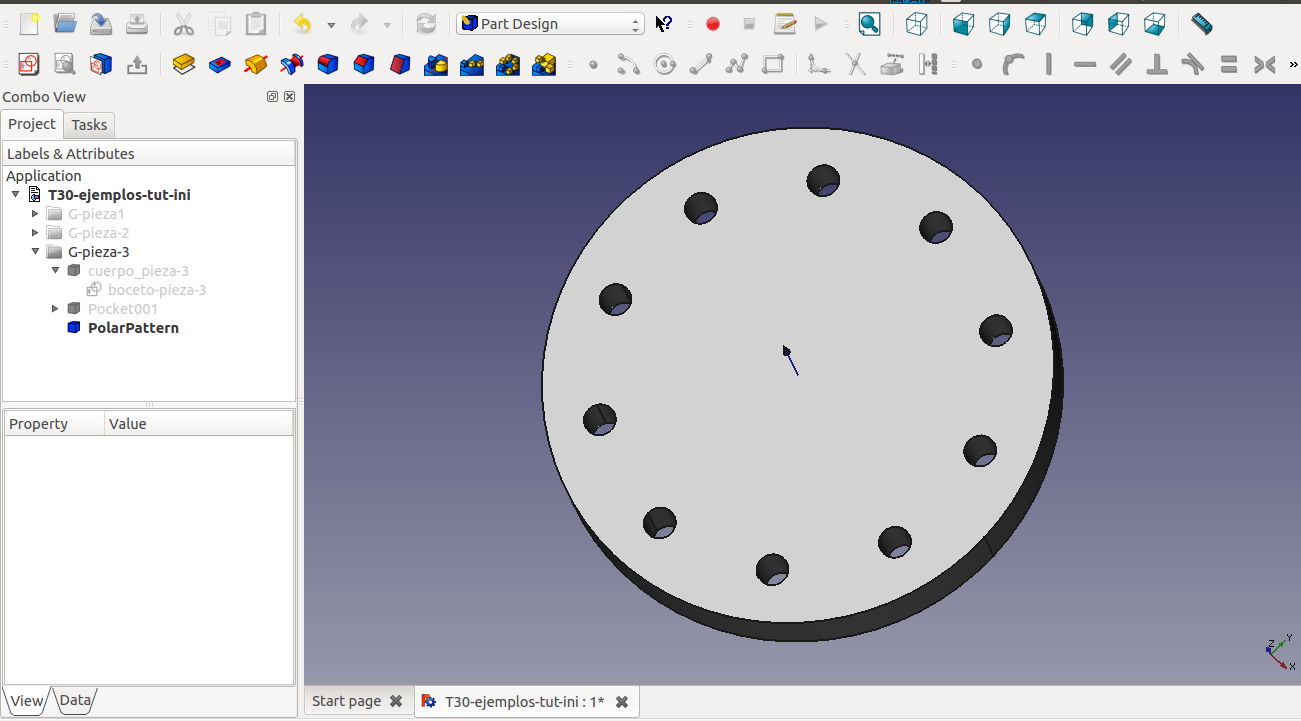 Part Design
Combo View
Project Tasks
Labels & Attributes
Application
T30-ejemplos-tut-ini
G-pieza1
G-pieza-2
G-pieza-3
cuerpo_pieza-3
boceto-pieza-3
Pocket001
PolarPattern
Property Value
View Data
Start page T30-ejemplos-tut-ini : 1*
Z Y
X